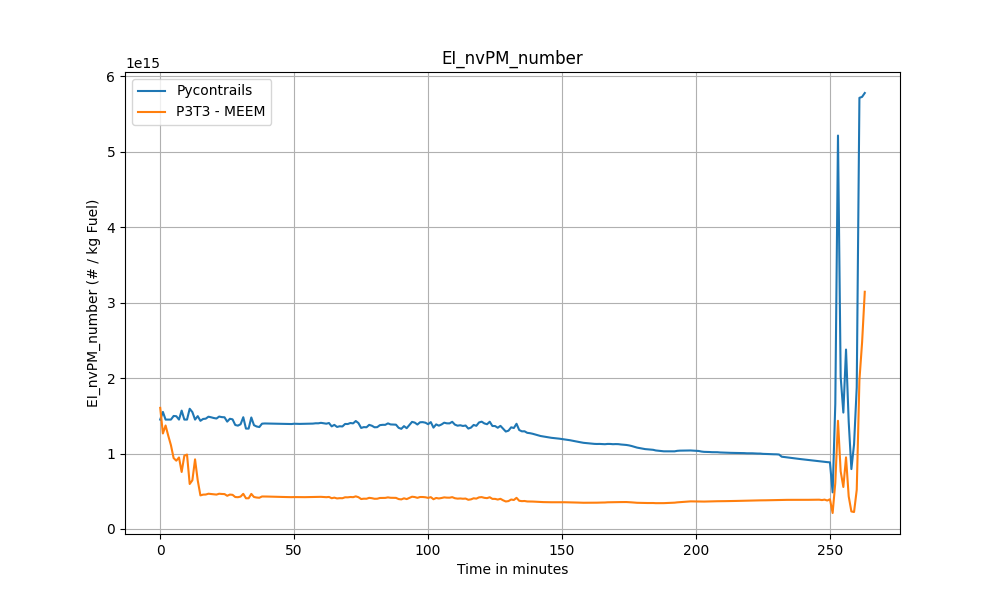 EI_nvPM_number
1e15
Pycontrails
P3T3 - MEEM
6
5
4
3
2
1
0
EI_nvPM_number (# / kg Fuel)
0 50 100 150 200 250
Time in minutes